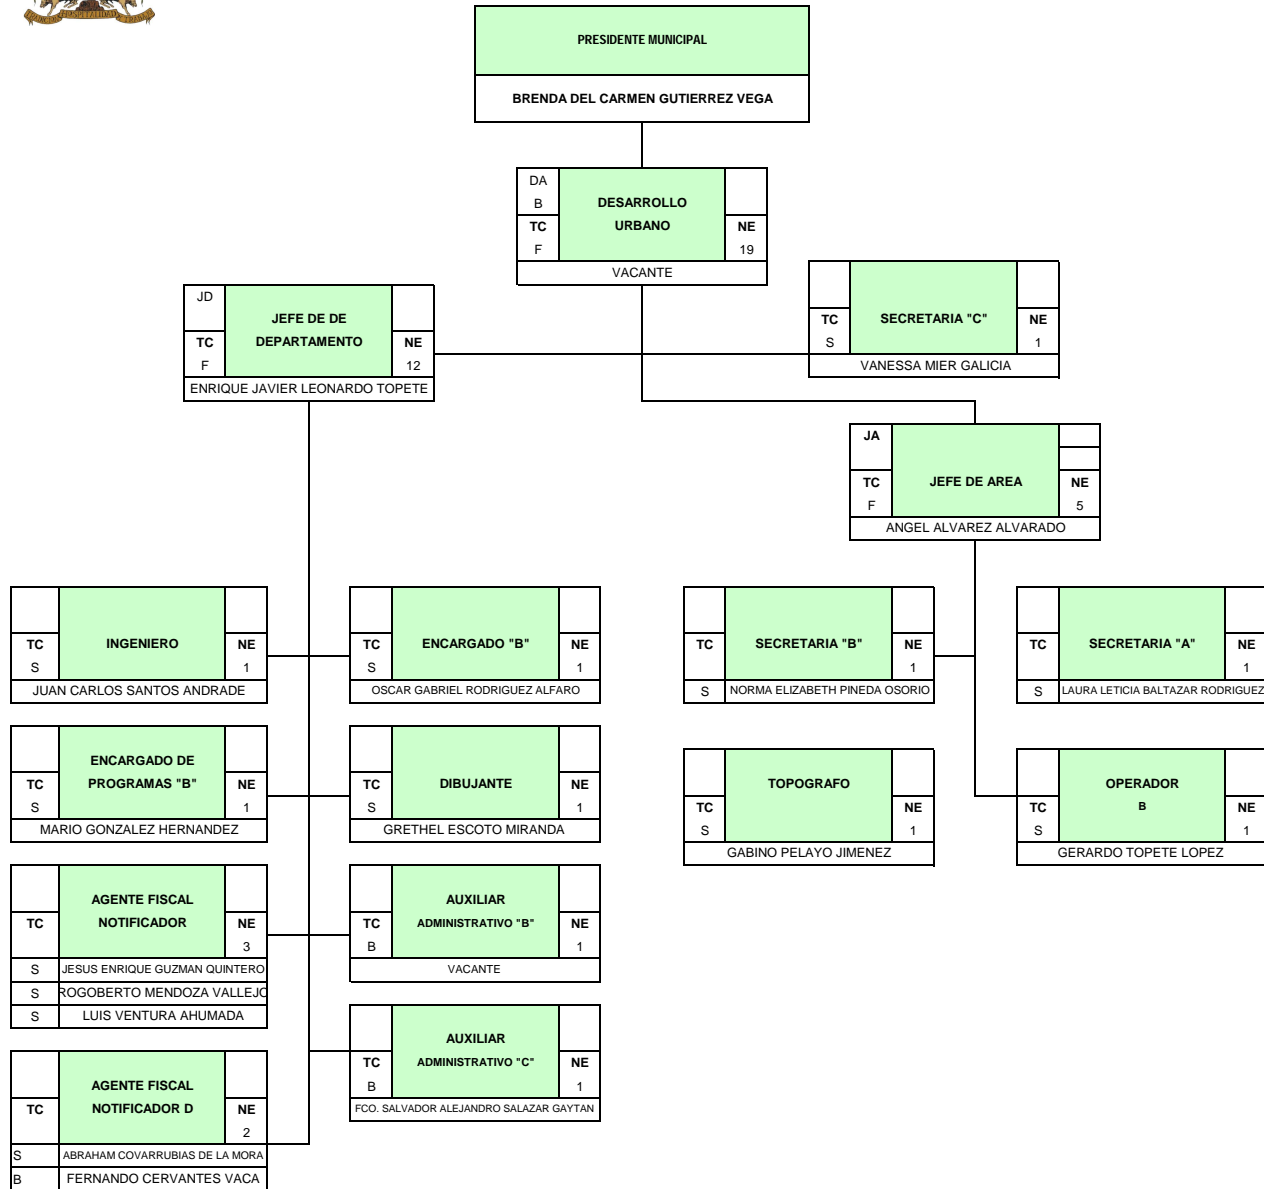 HOSPITALIDAD
PRESIDENTE MUNICIPAL
BRENDA DEL CARMEN GUTIERREZ VEGA
DA
B
DESARROLLO
URBANO
TC
NE
F
19
VACANTE
JD
JEFE DE DE
DEPARTAMENTO
TC
NE
F
12
ENRIQUE JAVIER LEONARDO TOPETE
TC
SECRETARIA "C"
NE
S
1
VANESSA MIER GALICIA
JA
TC
JEFE DE AREA
NE
F
5
ANGEL ALVAREZ ALVARADO
TC
INGENIERO
NE
S
1
JUAN CARLOS SANTOS ANDRADE
TC
ENCARGADO "B"
NE
S
1
OSCAR GABRIEL RODRIGUEZ ALFARO
TC
SECRETARIA "B"
NE
1
S
NORMA ELIZABETH PINEDA OSORIO
TC
SECRETARIA "A"
NE
1
S
LAURA LETICIA BALTAZAR RODRIGUEZ
ENCARGADO DE
PROGRAMAS "B"
TC
NE
S
1
MARIO GONZALEZ HERNANDEZ
TC
DIBUJANTE
NE
S
1
GRETHEL ESCOTO MIRANDA
TOPOGRAFO
TC
NE
S
1
GABINO PELAYO JIMENEZ
OPERADOR
B
TC
NE
S
1
GERARDO TOPETE LOPEZ
AGENTE FISCAL
NOTIFICADOR
TC
NE
3
S JESUS ENRIQUE GUZMAN QUINTERO
S ROGOBERTO MENDOZA VALLEJO
S LUIS VENTURA AHUMADA
AUXILIAR
ADMINISTRATIVO "B"
TC
NE
B
1
VACANTE
AUXILIAR
ADMINISTRATIVO "C"
TC
NE
B
1
FCO. SALVADOR ALEJANDRO SALAZAR GAYTAN
AGENTE FISCAL
NOTIFICADOR D
TC
NE
2
S ABRAHAM COVARRUBIAS DE LA MORA
B FERNANDO CERVANTES VACA